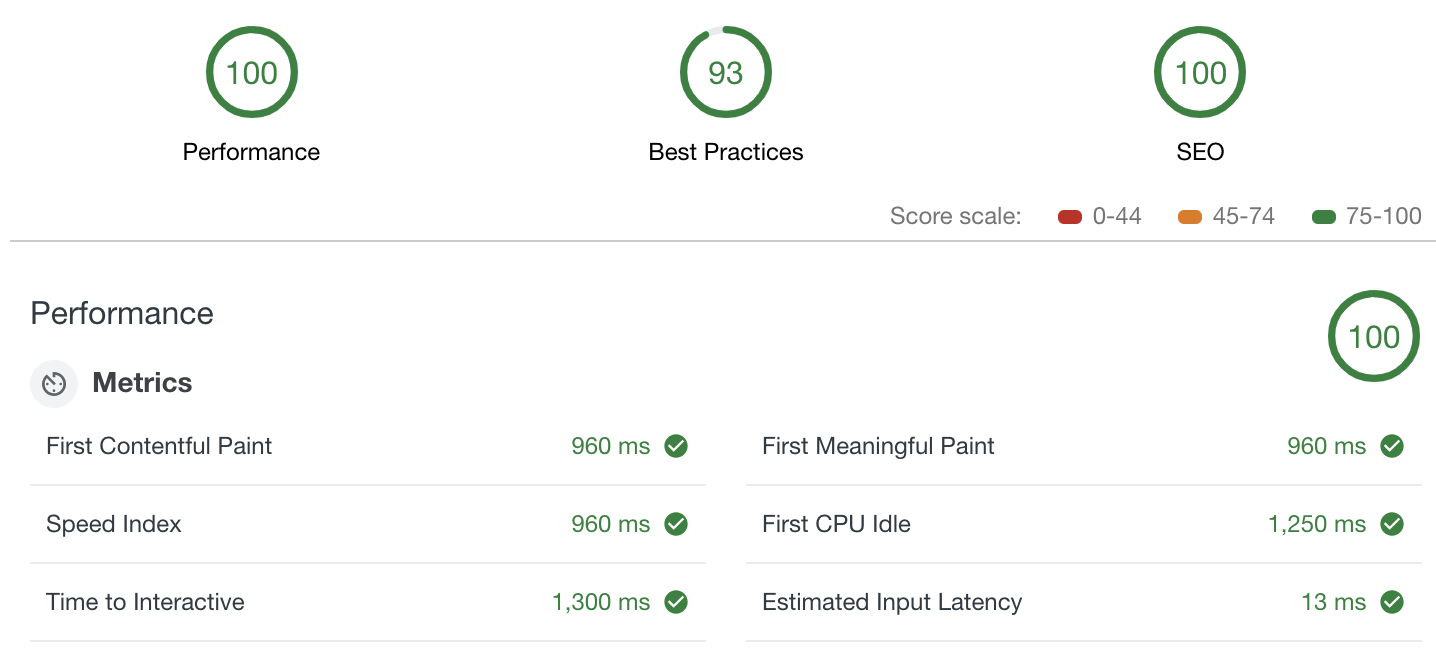 100
93
100
Performance
Best Practices
SEO
Score scale: 0-44 45-74 75-100
Performance
100
Metrics
First Contentful Paint 960 ms
First Meaningful Paint 960 ms
Speed Index 960 ms
First CPU Idle 1,250 ms
Time to Interactive 1,300 ms
Estimated Input Latency 13 ms